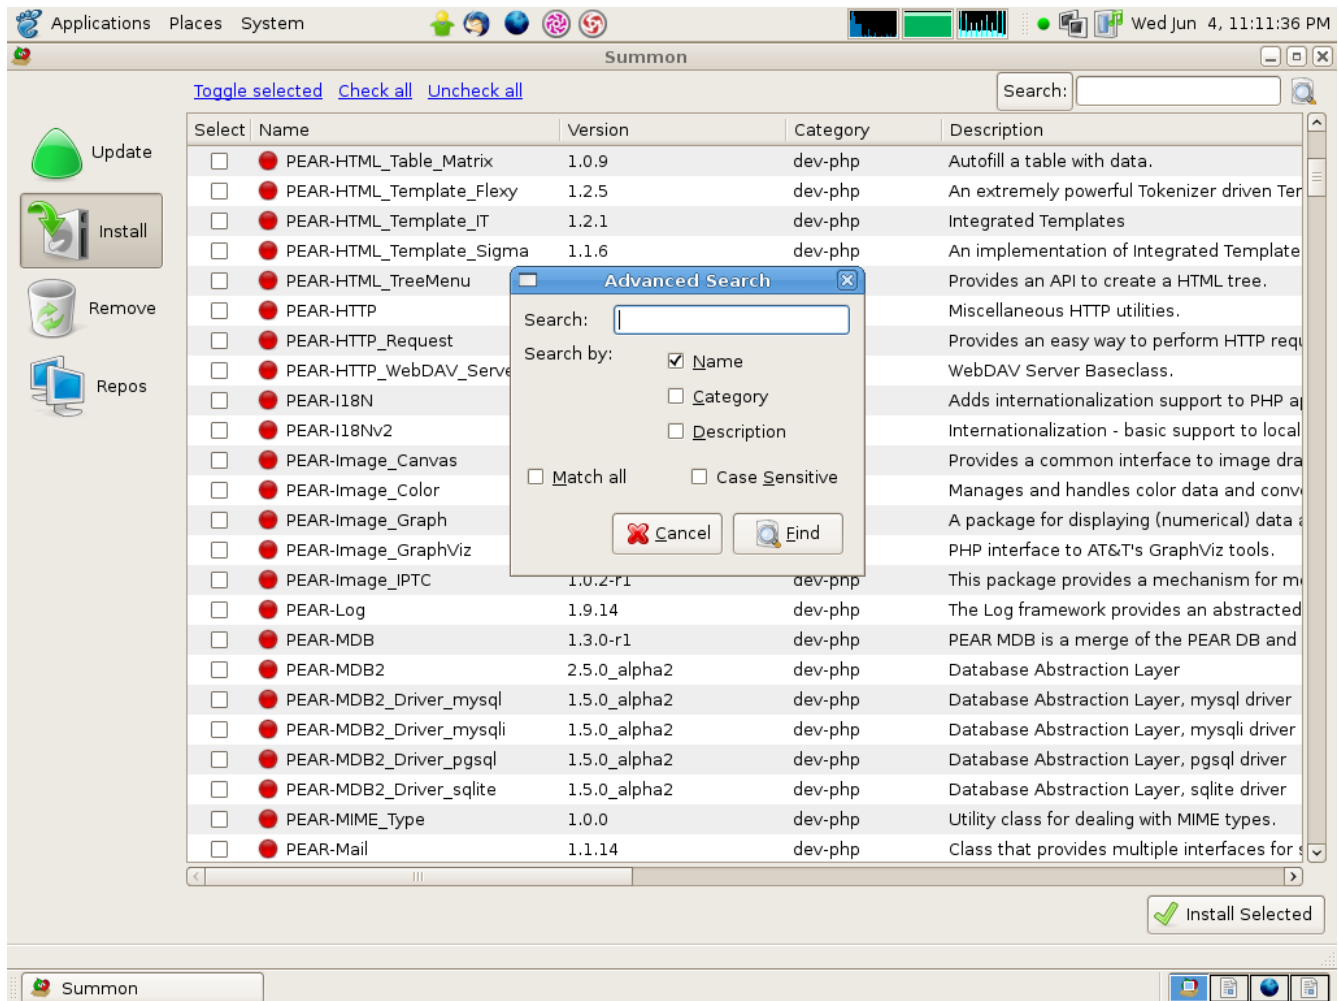 Applications Places System Wed Jun 4, 11:11:36 PM
Summon
Toggle selected Check all Uncheck all Search:
Select Name Version Category Description
Update
Install
Remove
Repos
PEAR-HTML_Table_Matrix 1.0.9 dev-php Autofill a table with data.
PEAR-HTML_Template_Flexy 1.2.5 dev-php An extremely powerful Tokenizer driven Ter
PEAR-HTML_Template_IT 1.2.1 dev-php Integrated Templates
PEAR-HTML_Template_Sigma 1.1.6 dev-php An implementation of Integrated Template
PEAR-HTML_TreeMenu Provides an API to create a HTML tree.
PEAR-HTTP Miscellaneous HTTP utilities.
PEAR-HTTP_Request Provides an easy way to perform HTTP requ
PEAR-HTTP_WebDAV_Serve WebDAV Server Baseclass.
PEAR-I18N Adds internationalization support to PHP a
PEAR-I18Nv2 Internationalization - basic support to local
PEAR-Image_Canvas Provides a common interface to image dra
PEAR-Image_Color Manages and handles color data and conv
PEAR-Image_Graph A package for displaying (numerical) data
PEAR-Image_GraphViz PHP interface to AT&T's GraphViz tools.
PEAR-Image_IPTC 1.0.2-r1 dev-php This package provides a mechanism for m
PEAR-Log 1.9.14 dev-php The Log framework provides an abstracted
PEAR-MDB 1.3.0-r1 dev-php PEAR MDB is a merge of the PEAR DB and
PEAR-MDB2 2.5.0_alpha2 dev-php Database Abstraction Layer
PEAR-MDB2_Driver_mysql 1.5.0_alpha2 dev-php Database Abstraction Layer, mysql driver
PEAR-MDB2_Driver_mysqli 1.5.0_alpha2 dev-php Database Abstraction Layer, mysqli driver
PEAR-MDB2_Driver_pgsql 1.5.0_alpha2 dev-php Database Abstraction Layer, pgsql driver
PEAR-MDB2_Driver_sqlite 1.5.0_alpha2 dev-php Database Abstraction Layer, sqlite driver
PEAR-MIME_Type 1.0.0 dev-php Utility class for dealing with MIME types.
PEAR-Mail 1.1.14 dev-php Class that provides multiple interfaces for
Advanced Search
Search:
Search by: Name
Category
Description
Match all Case Sensitive
Cancel Find
Install Selected
Summon